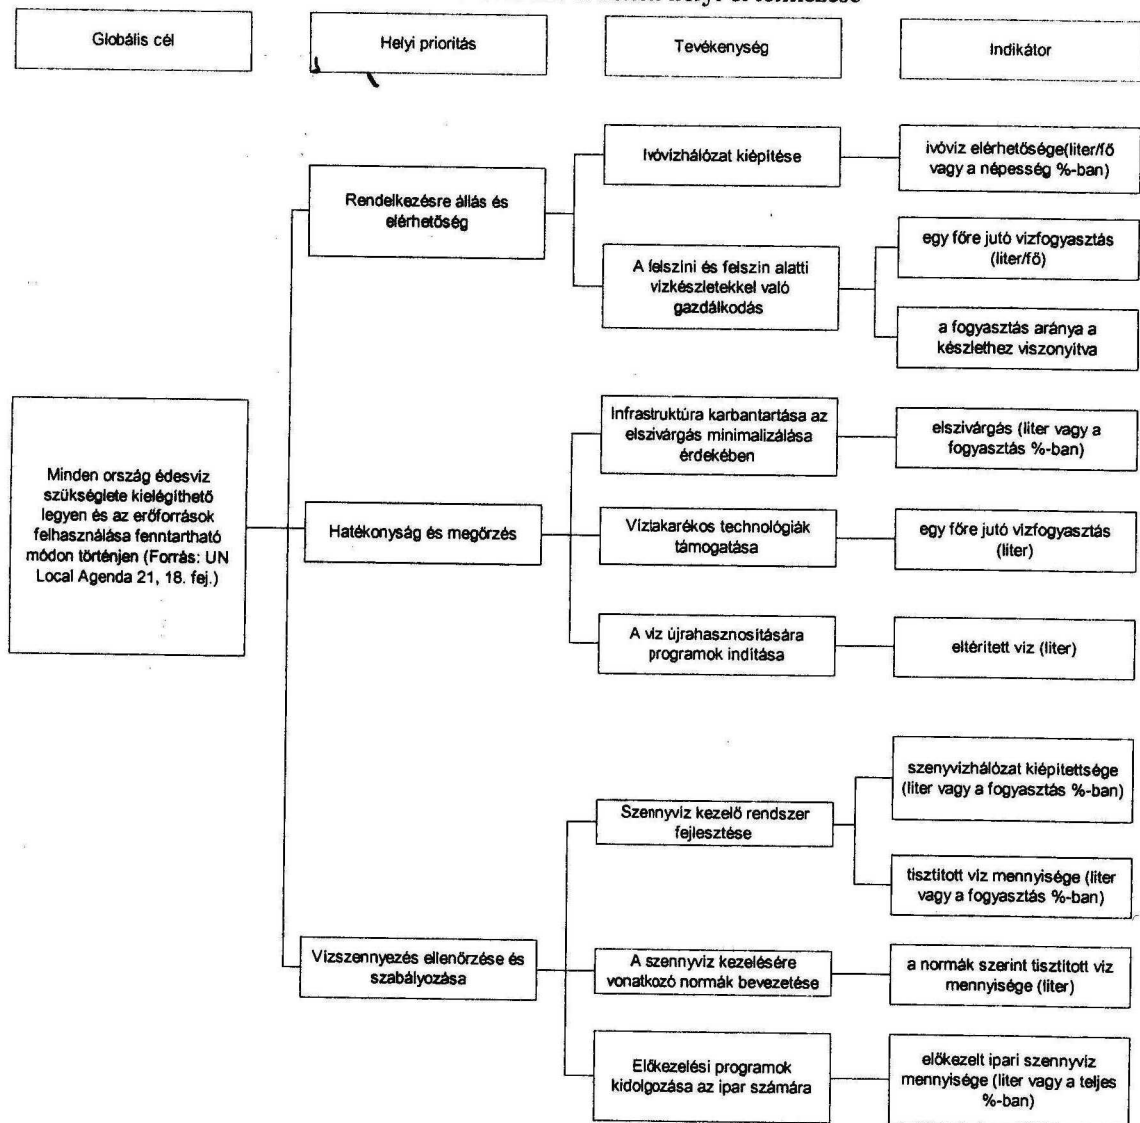 helyi értelmezése
Globális cél
Helyi prioritás
Tevékenység
Indikátor
Minden ország édesvíz
szükséglete kielégíthető
legyen és az erőforrások
felhasználása fenntartható
módon történjen (Forrás: UN
Local Agenda 21, 18. fej.)
Rendelkezésre állás és
elérhetőség
Ivóvízhálózat kiépítése
ivóvíz elérhetősége(liter/fő
vagy a népesség %-ban)
A felszíni és felszín alatti
vízkészletekkel való
gazdálkodás
egy főre jutó vízfogyasztás
(liter/fő)
a fogyasztás aránya a
készlethez viszonyítva
Hatékonyság és megőrzés
Infrastruktúra karbantartása az
elszivárgás minimalizálása
érdekében
elszivárgás (liter vagy a
fogyasztás %-ban)
Víztakarékos technológiák
támogatása
egy főre jutó vízfogyasztás
(liter)
A víz újrahasznosítására
programok indítása
eltérített víz (liter)
Vízszennyezés ellenőrzése és
szabályozása
Szennyvíz kezelő rendszer
fejlesztése
szenyvízhálózat kiépítettsége
(liter vagy a fogyasztás %-ban)
tisztított víz mennyisége (liter
vagy a fogyasztás %-ban)
A szennyvíz kezelésére
vonatkozó normák bevezetése
a normák szerint tisztított víz
mennyisége (liter)
Előkezelési programok
kidolgozása az ipar számára
előkezelt ipari szennyvíz
mennyisége (liter vagy a teljes
%-ban)